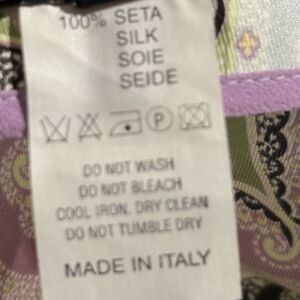 100% SETA
SILK
SOIE
SEIDE
P
DO NOT WASH
DO NOT BLEACH
COOL IRON. DRY CLEAN
DO NOT TUMBLE DRY
MADE IN ITALY